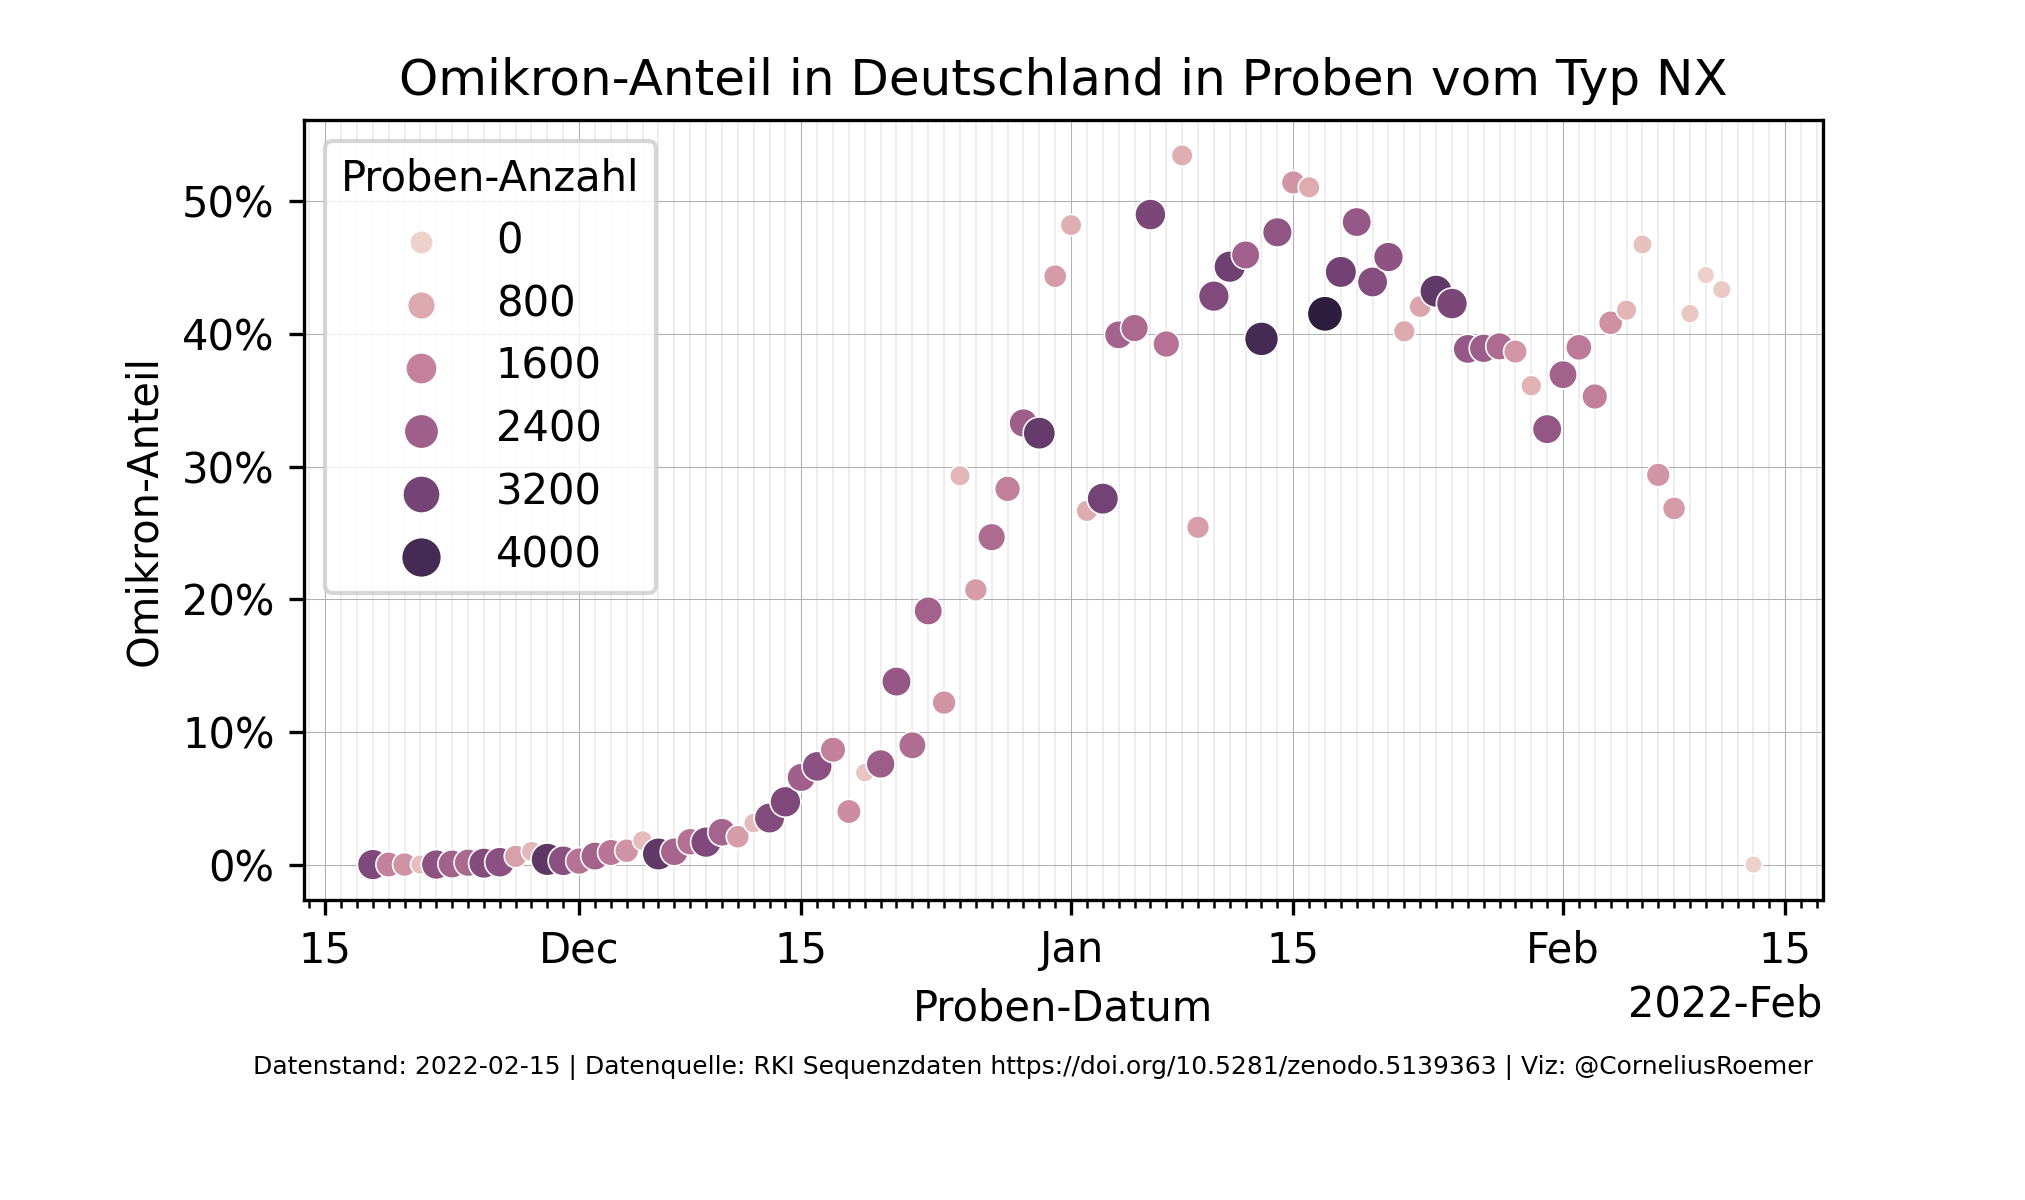 Omikron-Anteil in Deutschland in Proben vom Typ NX
Proben-Anzahl
0
800
1600
2400
3200
4000
50%
40%
30%
20%
10%
0%
Omikron-Anteil
15 Dec 15 Jan 15 Feb 15
Proben-Datum
2022-Feb
Datenstand: 2022-02-15 | Datenquelle: RKI Sequenzdaten https://doi.org/10.5281/zenodo.5139363 | Viz: @CorneliusRoemer